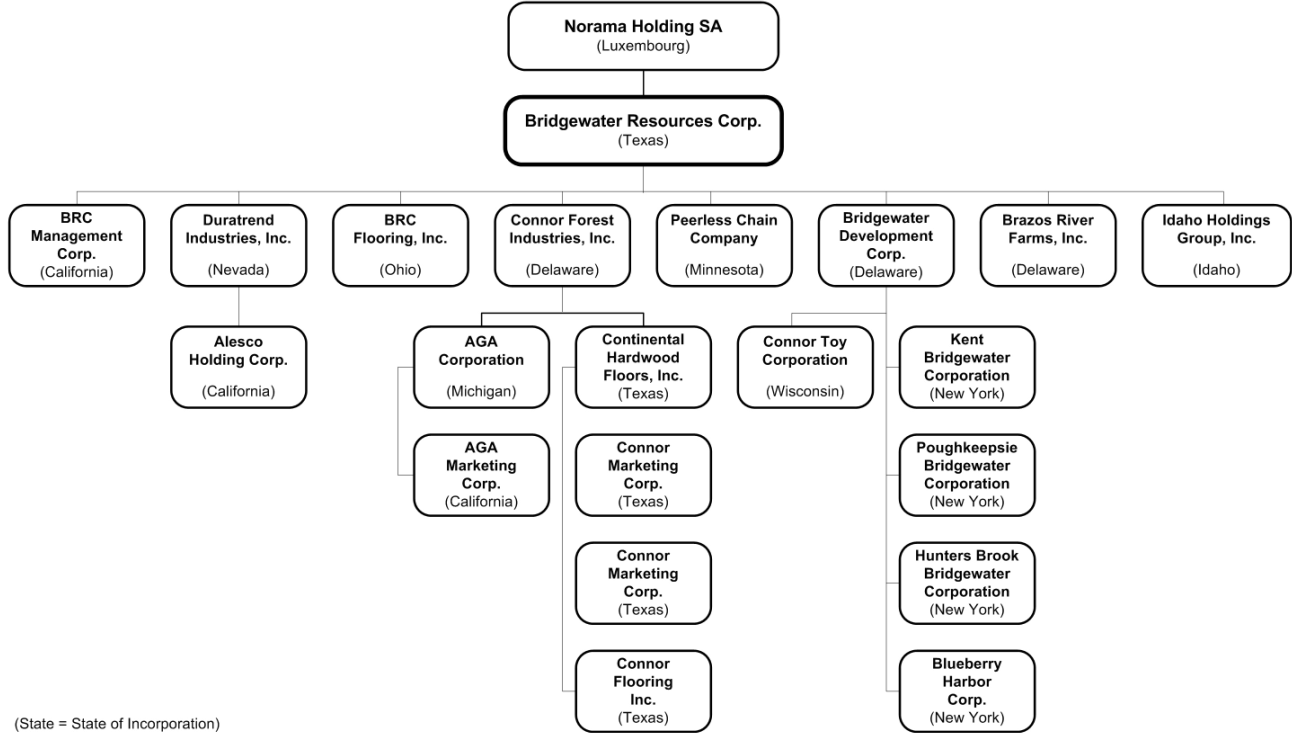 Norama Holding SA
(Luxembourg)
Bridgewater Resources Corp.
(Texas)
BRC
Management
Corp.
(California)
Duratrend
Industries, Inc.
(Nevada)
BRC
Flooring, Inc.
(Ohio)
Connor Forest
Industries, Inc.
(Delaware)
Peerless Chain
Company
(Minnesota)
Bridgewater
Development
Corp.
(Delaware)
Brazos River
Farms, Inc.
(Delaware)
Idaho Holdings
Group, Inc.
(Idaho)
Alesco
Holding Corp.
(California)
AGA
Corporation
(Michigan)
Continental
Hardwood
Floors, Inc.
(Texas)
Connor Toy
Corporation
(Wisconsin)
Kent
Bridgewater
Corporation
(New York)
AGA
Marketing
Corp.
(California)
Connor
Marketing
Corp.
(Texas)
Poughkeepsie
Bridgewater
Corporation
(New York)
Connor
Marketing
Corp.
(Texas)
Hunters Brook
Bridgewater
Corporation
(New York)
Connor
Flooring
Inc.
(Texas)
Blueberry
Harbor
Corp.
(New York)
(State = State of Incorporation)